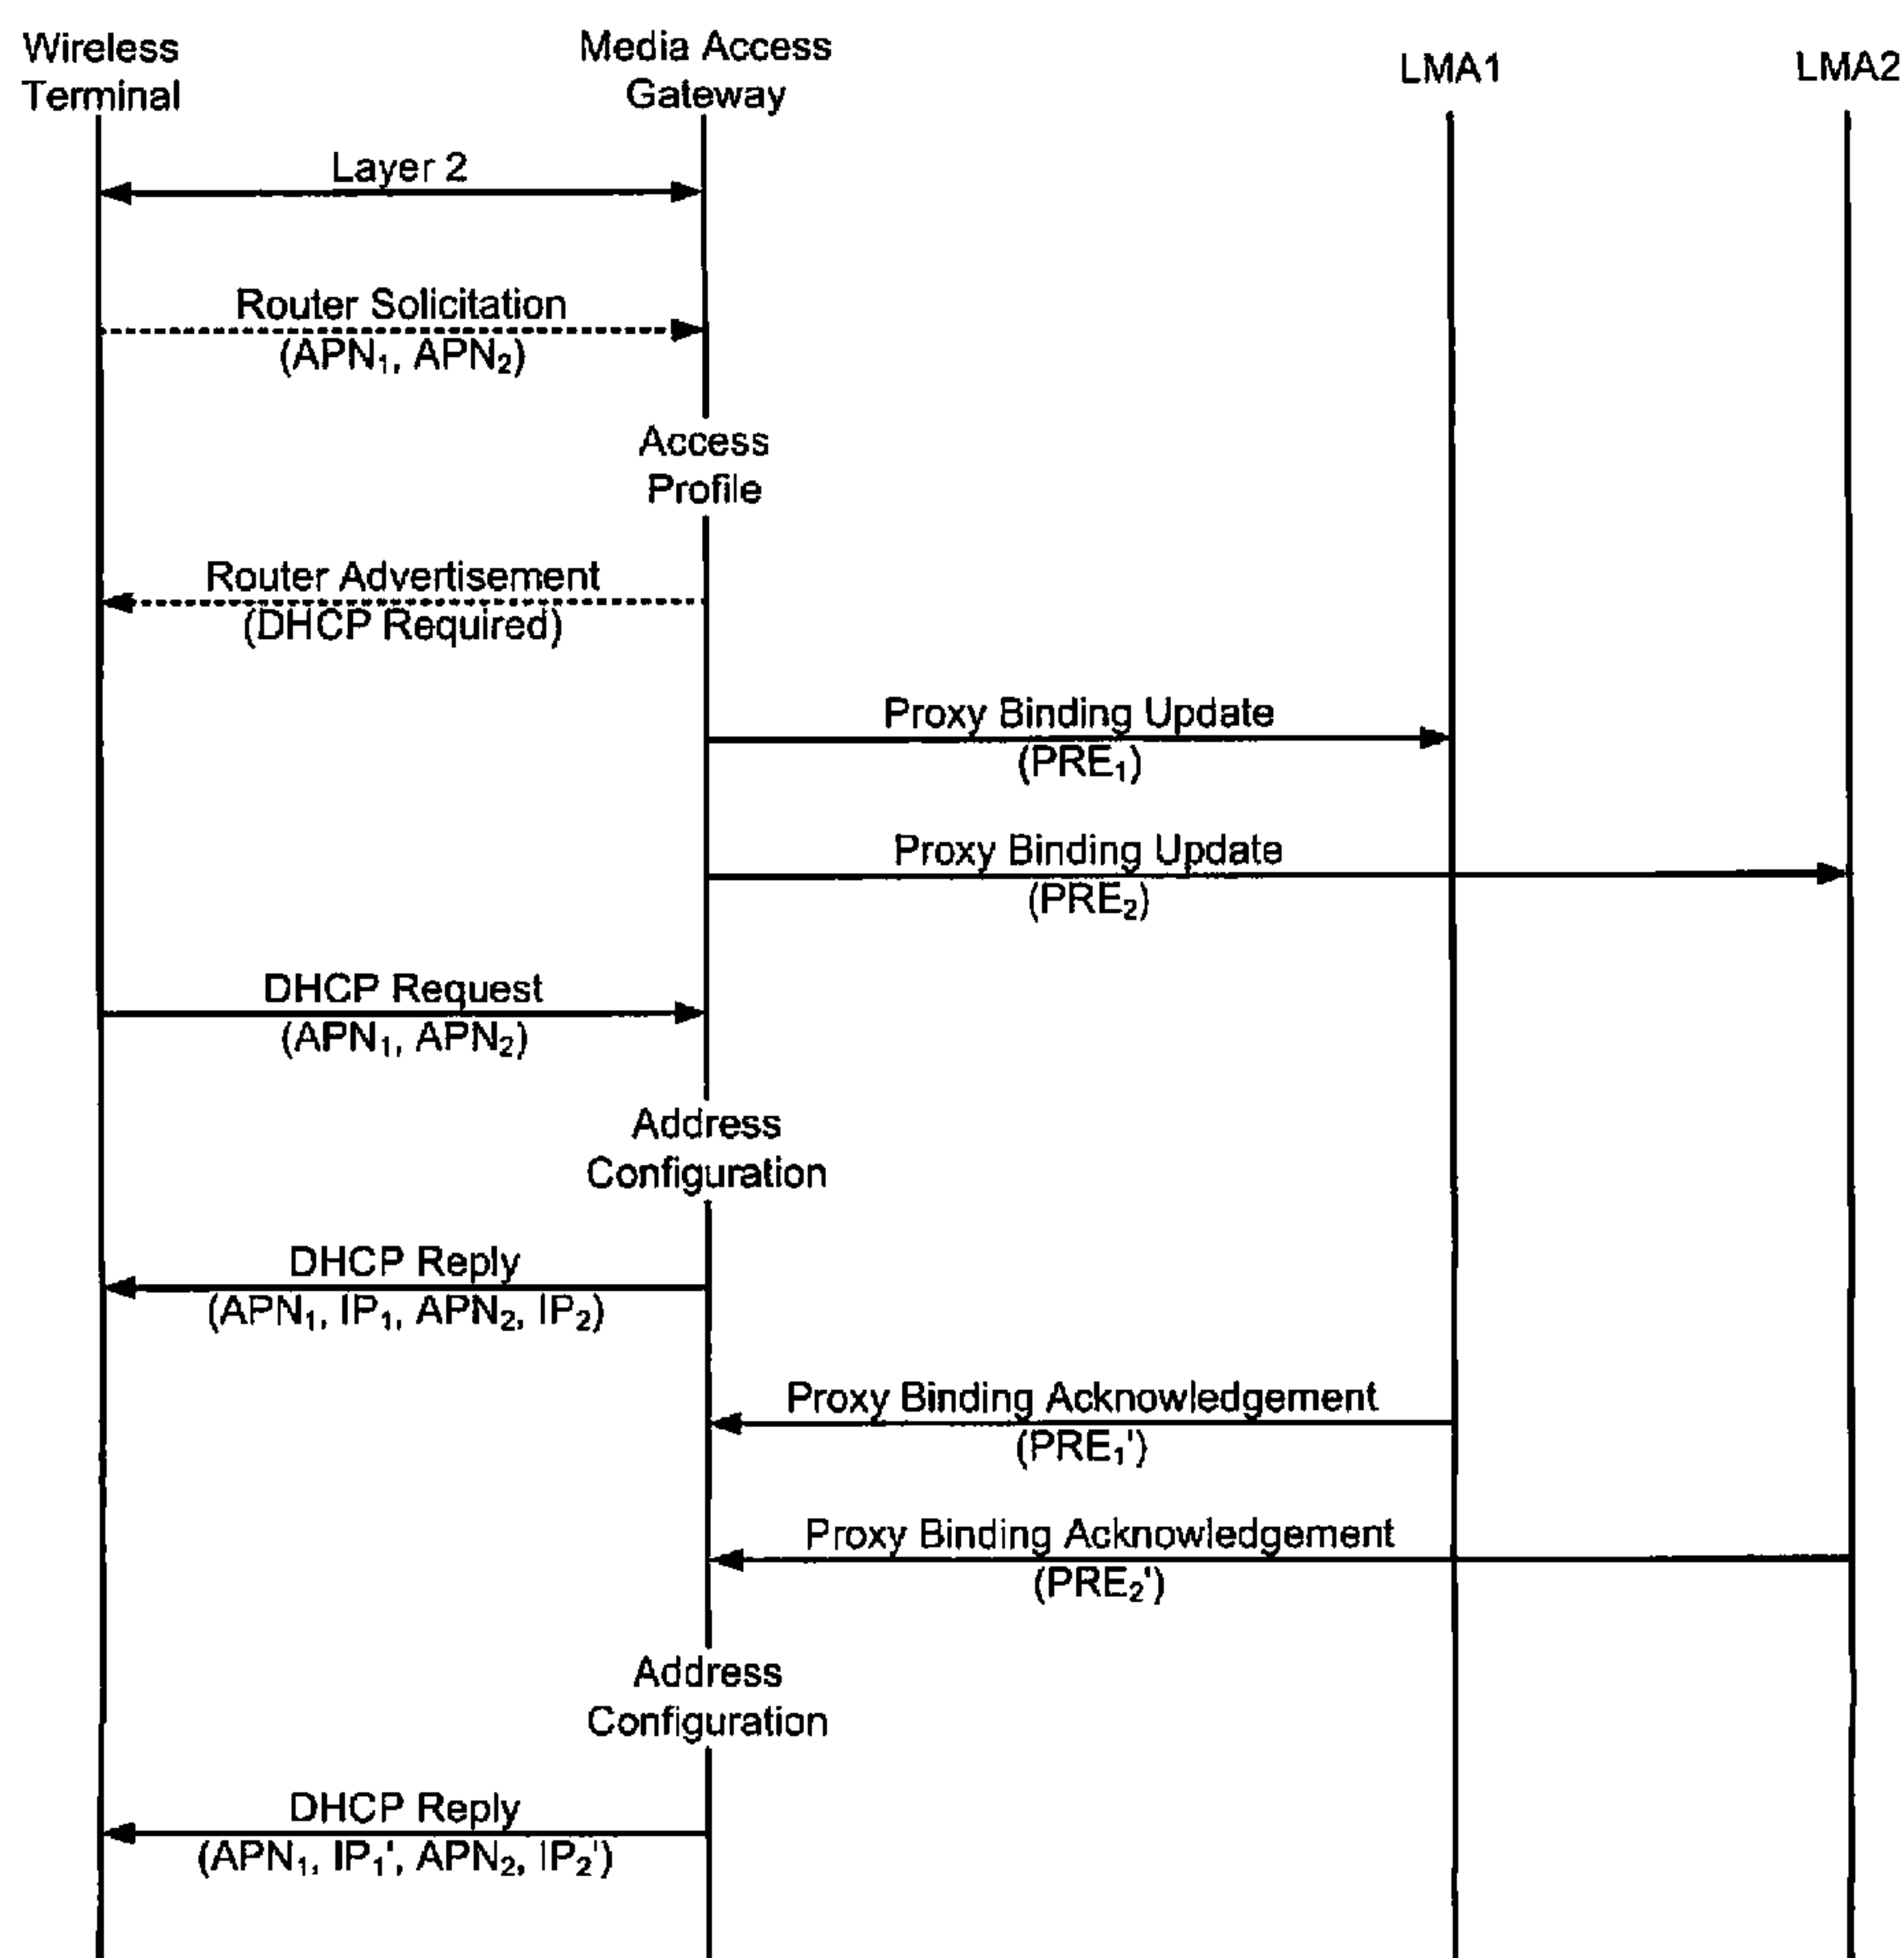 Wireless
Terminal
Media Access
Gateway
LMA1
LMA2
Layer 2
Router Solicitation
(APN₁, APN₂)
Access
Profile
Router Advertisement
(DHCP Required)
Proxy Binding Update
(PRE₁)
Proxy Binding Update
(PRE₂)
DHCP Request
(APN₁, APN₂)
Address
Configuration
DHCP Reply
(APN₁, IP₁, APN₂, IP₂)
Proxy Binding Acknowledgement
(PRE₁')
Proxy Binding Acknowledgement
(PRE₂')
Address
Configuration
DHCP Reply
(APN₁, IP₁', APN₂, IP₂')